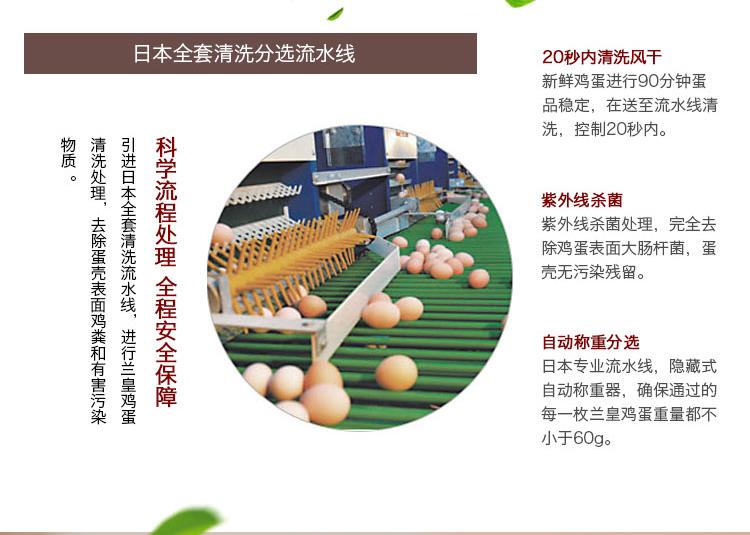 日本全套清洗分选流水线
科学流程处理 全程安全保障
引进日本全套清洗流水线，进行兰皇鸡蛋
清洗处理，去除蛋壳表面鸡粪和有害污染
物质。
20秒内清洗风干
新鲜鸡蛋进行90分钟蛋
品稳定，在送至流水线清
洗，控制20秒内。
紫外线杀菌
紫外线杀菌处理，完全去
除鸡蛋表面大肠杆菌，蛋
壳无污染残留。
自动称重分选
日本专业流水线，隐藏式
自动称重器，确保通过的
每一枚兰皇鸡蛋重量都不
小于60g。